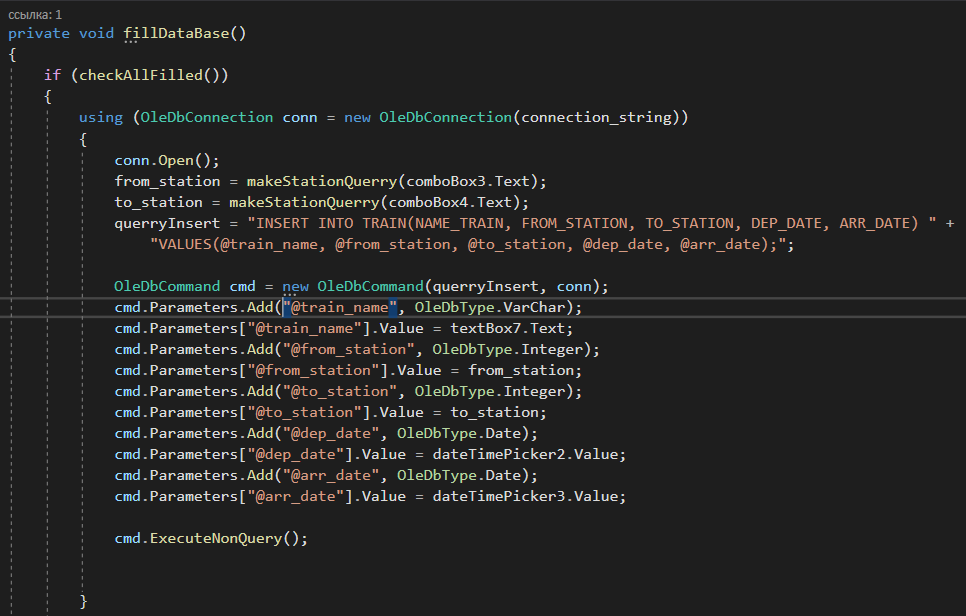 ссылка: 1
private void fillDataBase()
{
if (checkAllFilled())
{
using (OleDbConnection conn = new OleDbConnection(connection_string))
{
conn.Open();
from_station = makeStationQuerry(comboBox3.Text);
to_station = makeStationQuerry(comboBox4.Text);
querryInsert = "INSERT INTO TRAIN(NAME_TRAIN, FROM_STATION, TO_STATION, DEP_DATE, ARR_DATE) " +
"VALUES(@train_name, @from_station, @to_station, @dep_date, @arr_date);";
OleDbCommand cmd = new OleDbCommand(querryInsert, conn);
cmd.Parameters.Add("@train_name", OleDbType.VarChar);
cmd.Parameters["@train_name"].Value = textBox7.Text;
cmd.Parameters.Add("@from_station", OleDbType.Integer);
cmd.Parameters["@from_station"].Value = from_station;
cmd.Parameters.Add("@to_station", OleDbType.Integer);
cmd.Parameters["@to_station"].Value = to_station;
cmd.Parameters.Add("@dep_date", OleDbType.Date);
cmd.Parameters["@dep_date"].Value = dateTimePicker2.Value;
cmd.Parameters.Add("@arr_date", OleDbType.Date);
cmd.Parameters["@arr_date"].Value = dateTimePicker3.Value;
cmd.ExecuteNonQuery();
}